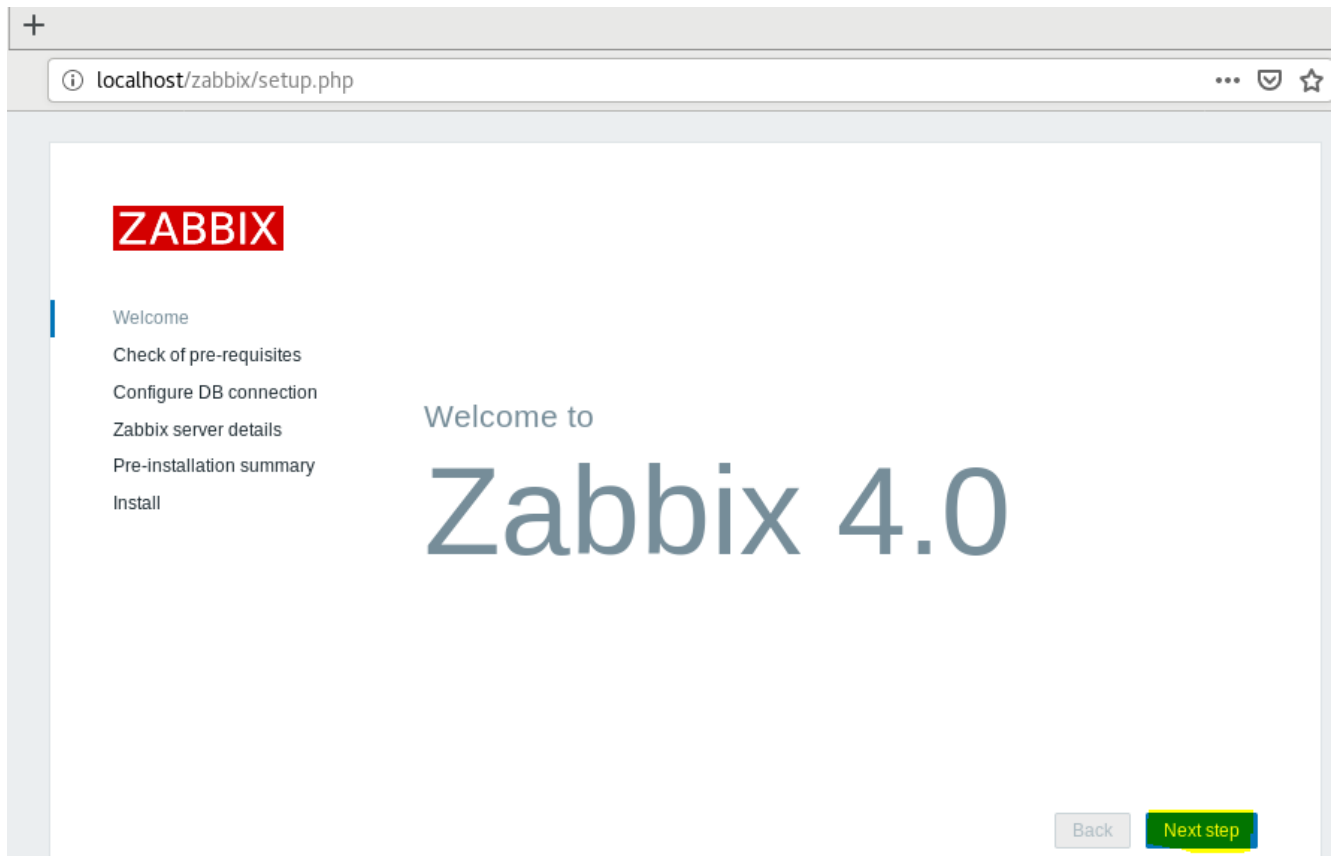 +
localhost/zabbix/setup.php
ZABBIX
Welcome
Check of pre-requisites
Configure DB connection
Zabbix server details
Pre-installation summary
Install
Welcome to
Zabbix 4.0
Back
Next step